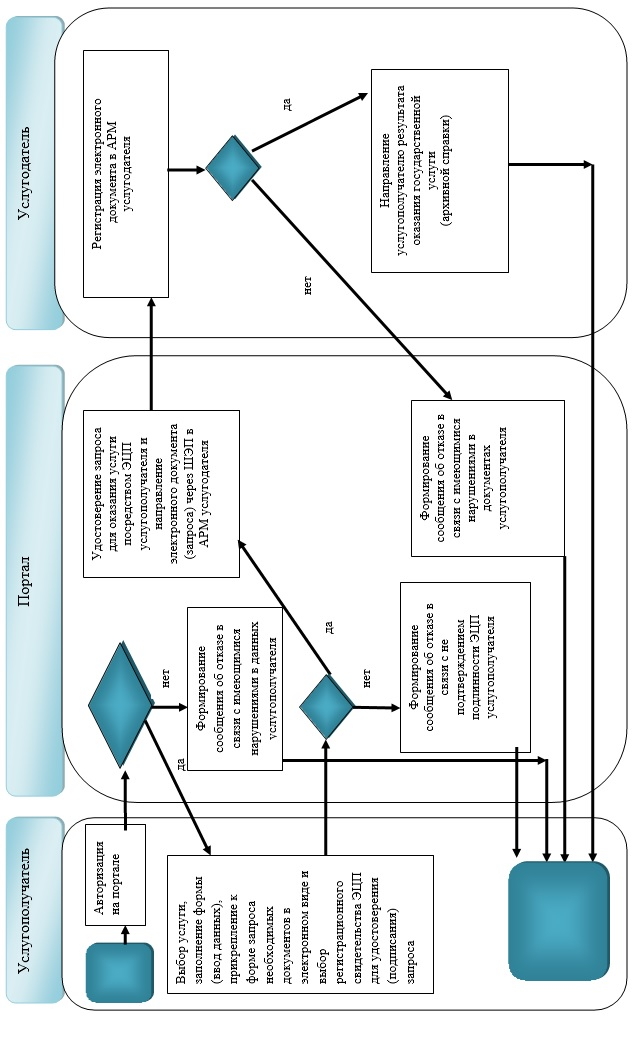 Услугополучатель
Портал
Услугодатель
Авторизация
на портале
Выбор услуги,
заполнение формы
(ввод данных),
прикрепление к
форме запроса
необходимых
документов в
электронном виде и
выбор
регистрационного
свидетельства ЭЦП
для удостоверения
(подписания)
запроса
нет
да
Формирование
сообщения об отказе в
связи с имеющимися
нарушениями в данных
услугополучателя
да
нет
Формирование
сообщения об отказе в
связи с не
подтверждением
подлинности ЭЦП
услугополучателя
Удостоверение запроса
для оказания услуги
посредством ЭЦП
услугополучателя и
направление
электронного документа
(запроса) через ШЭП в
АРМ услугодателя
Формирование
сообщения об отказе в
связи с имеющимися
нарушениями в
документах
услугополучателя
Регистрация электронного
документа в АРМ
услугодателя
да
нет
Направление
услугополучателю результата
оказания государственной
услуги
(архивной справки)